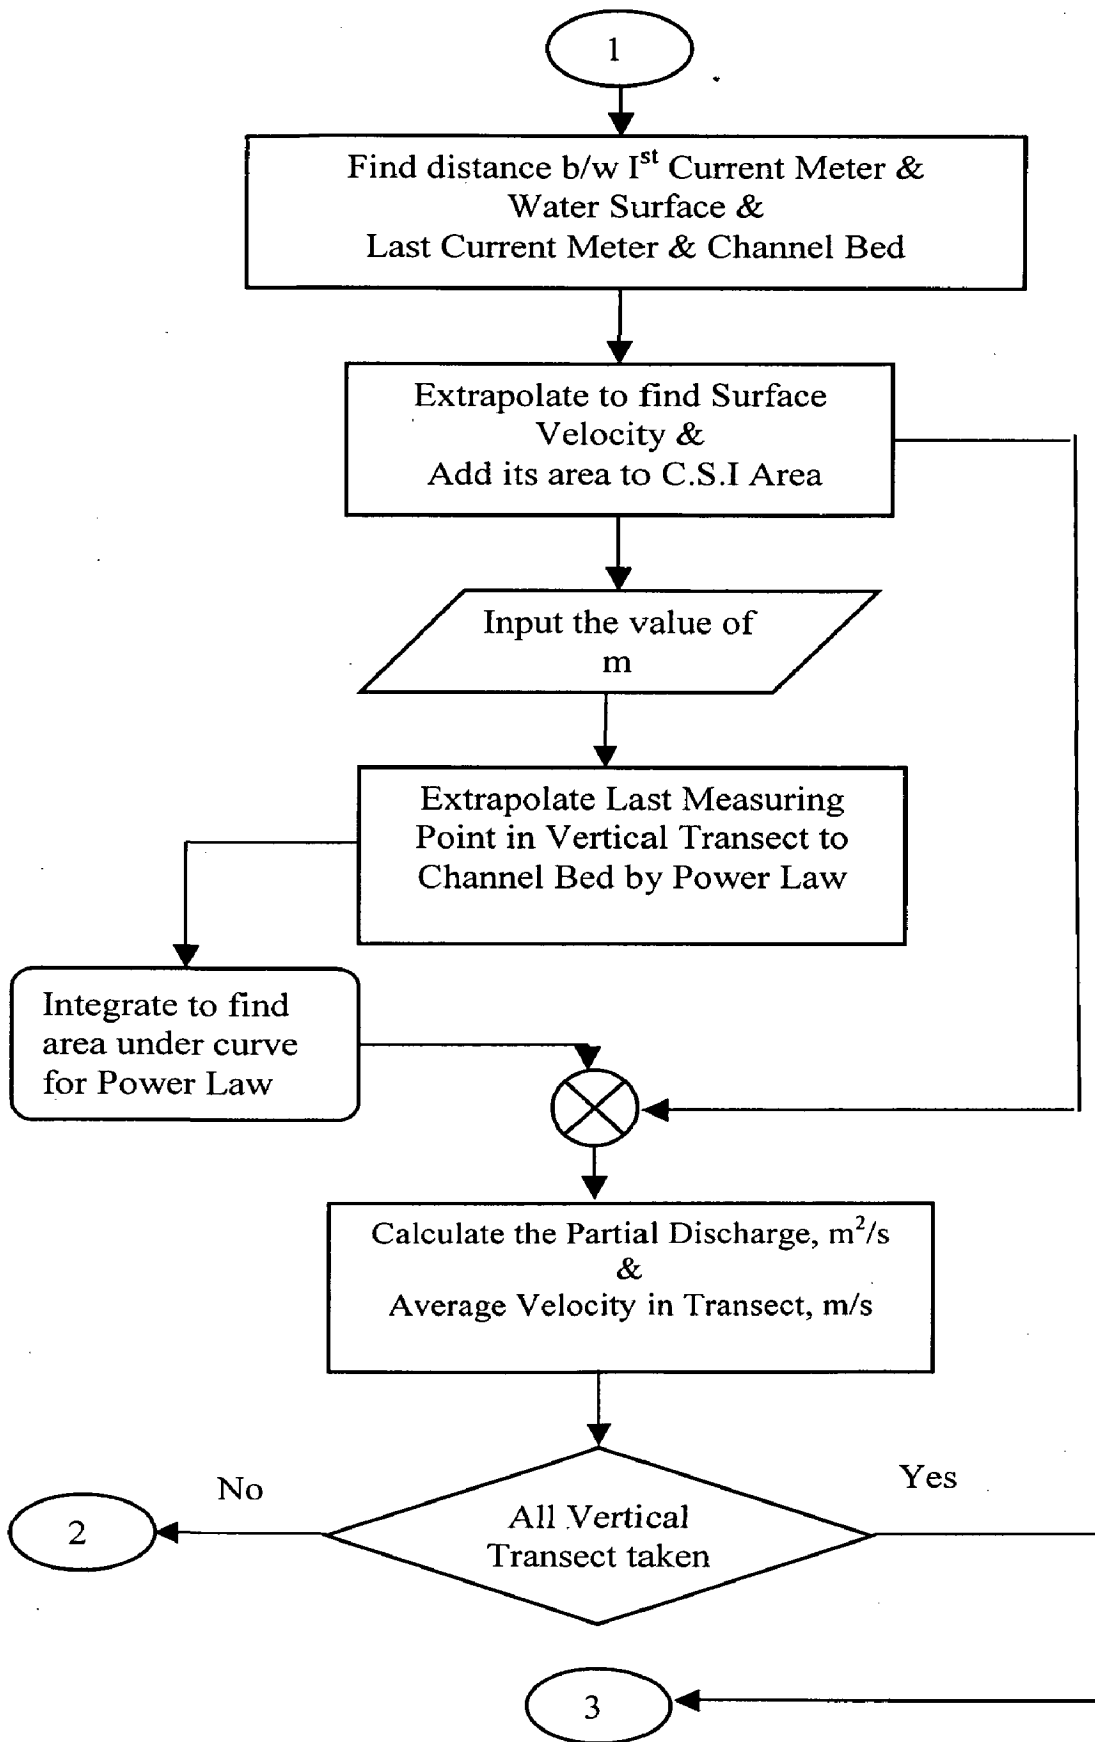 1
Find distance b/w Iˢᵗ Current Meter &
Water Surface &
Last Current Meter & Channel Bed
Extrapolate to find Surface
Velocity &
Add its area to C.S.I Area
Input the value of
m
Extrapolate Last Measuring
Point in Vertical Transect to
Channel Bed by Power Law
Integrate to find
area under curve
for Power Law
Calculate the Partial Discharge, m²/s
&
Average Velocity in Transect, m/s
No
Yes
2
All Vertical
Transect taken
3